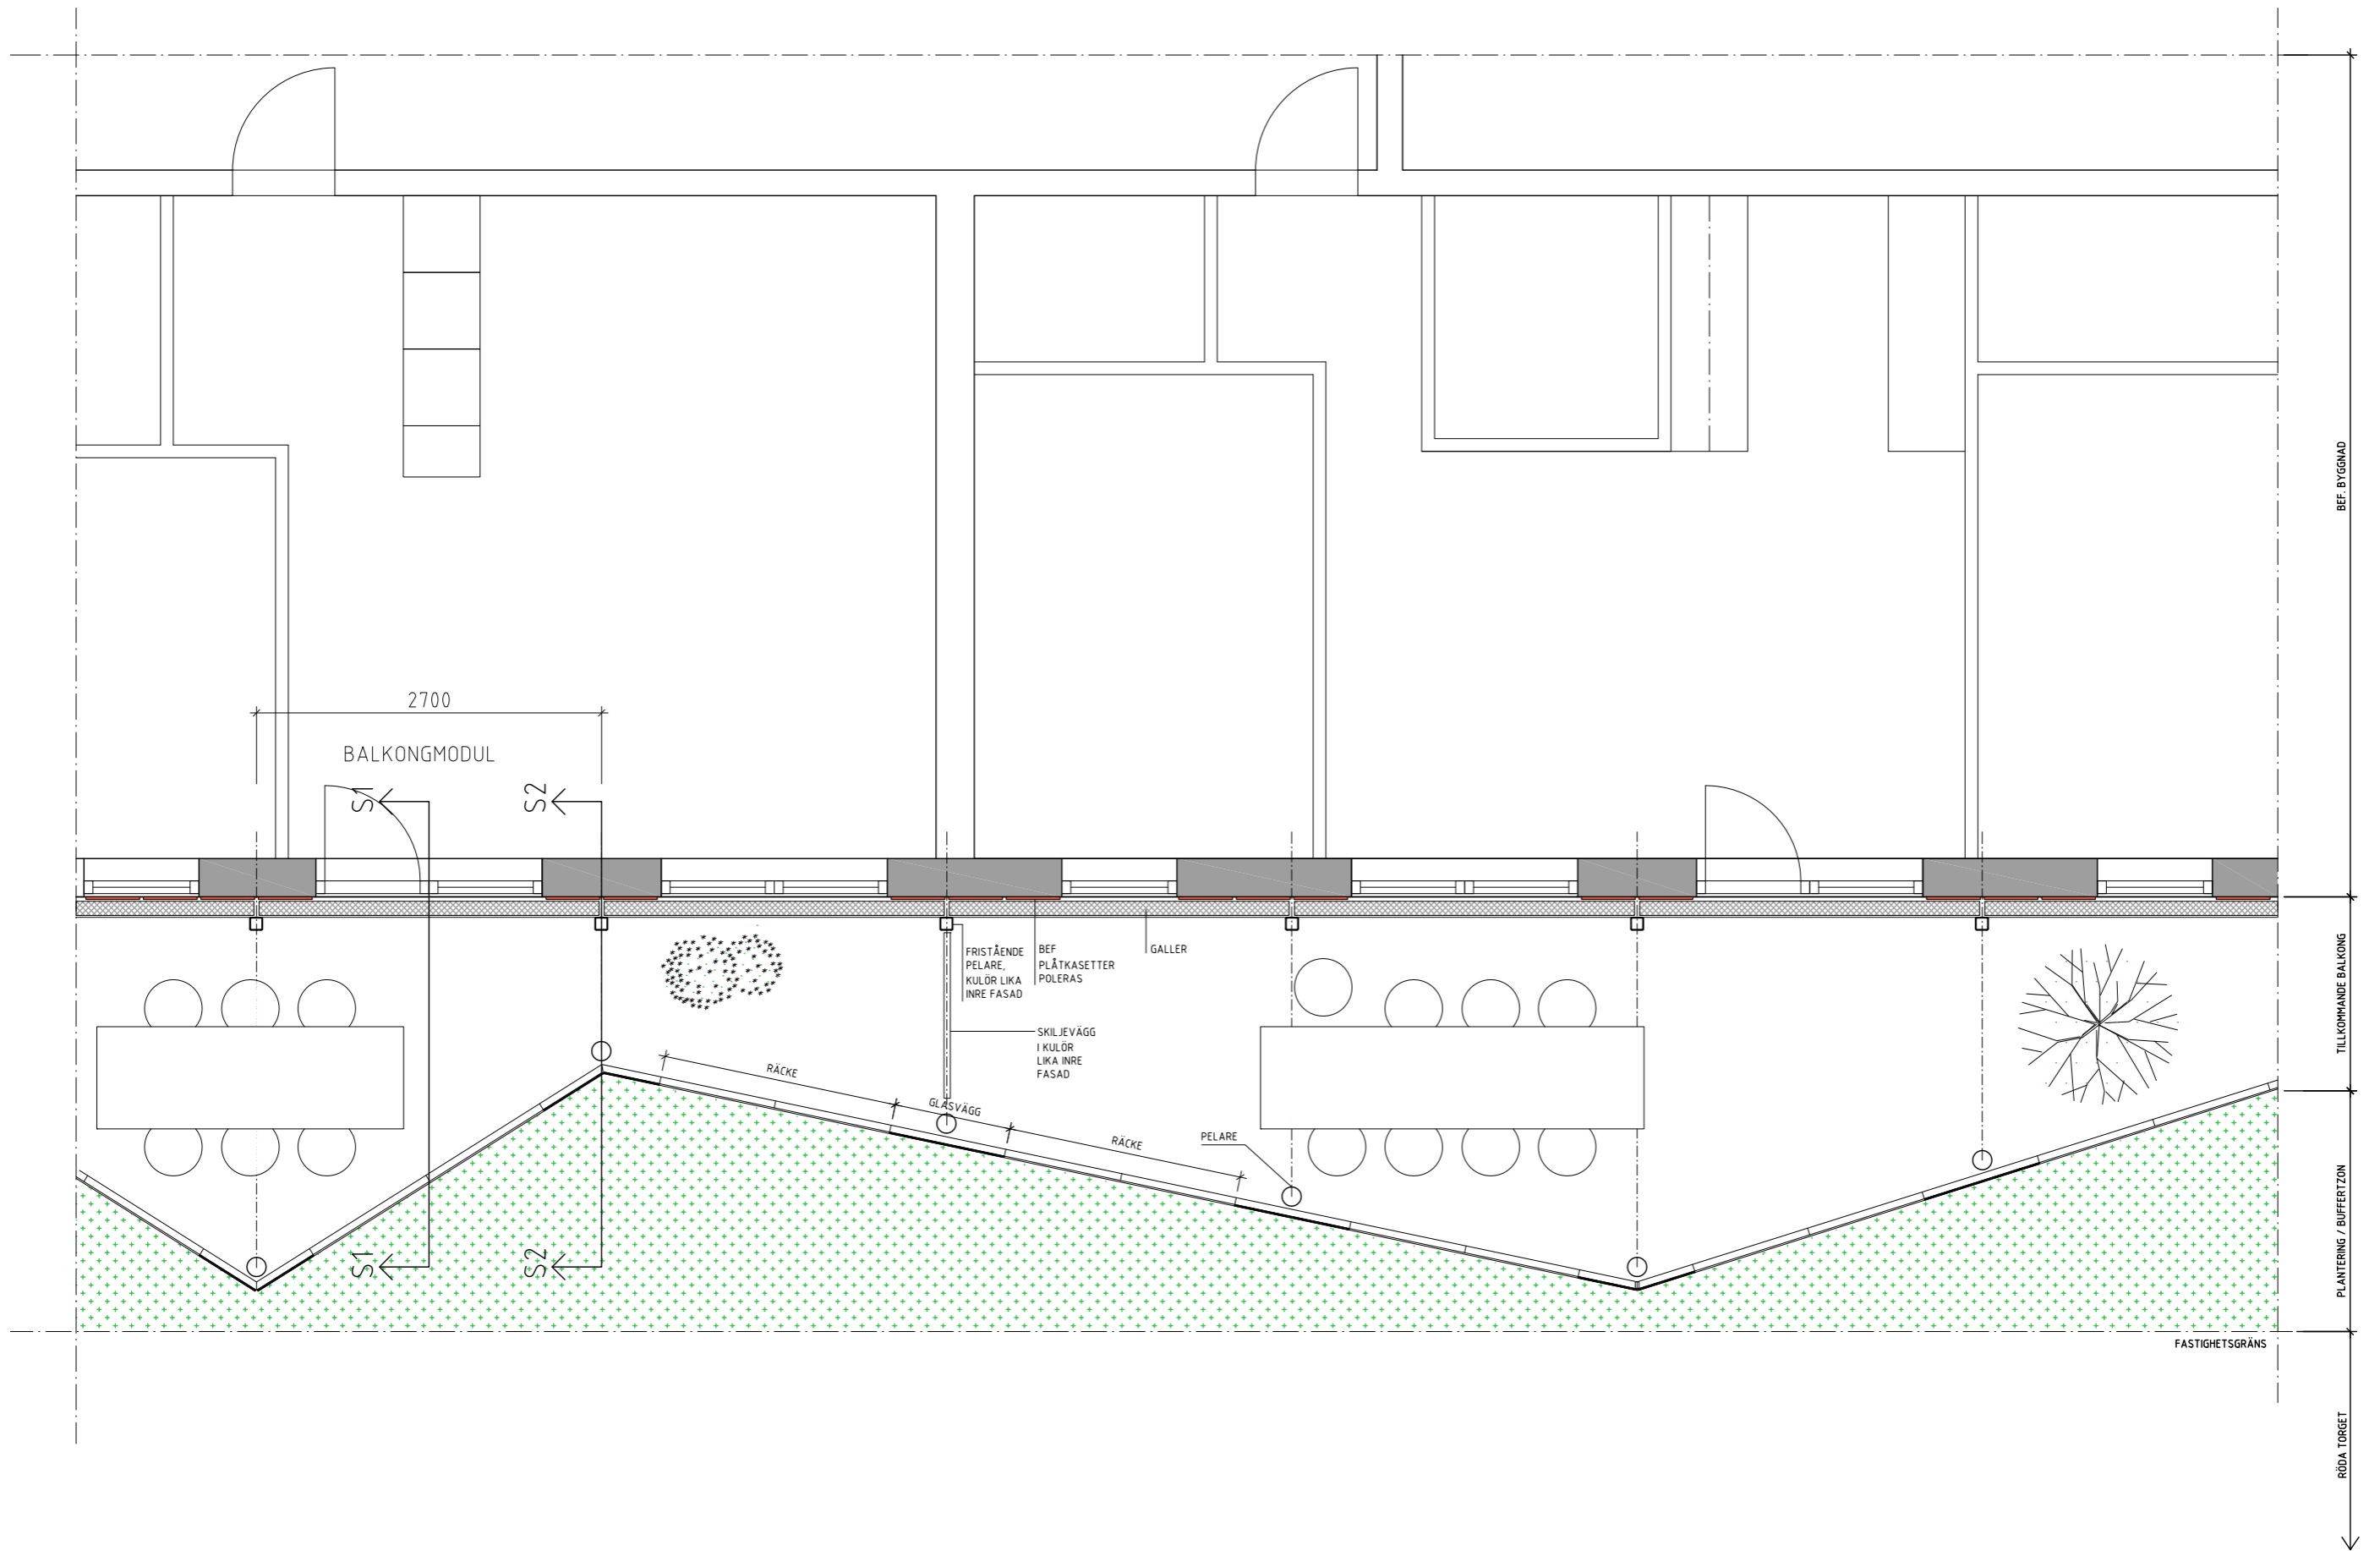 BEF. BYGGNAD
2700
BALKONGMODUL
S1
S2
FRISTÅENDE
PELARE,
KULÖR LIKA
INRE FASAD
BEF
PLÅTKASETTER
POLERAS
GALLER
TILLKOMMANDE BALKONG
SKILJEVÄGG
I KULÖR
LIKA INRE
FASAD
RÄCKE
GLASVÄGG
RÄCKE
PELARE
S1
S2
PLANTERING / BUFFERTZON
FASTIGHETSGRÄNS
RÖDA TORGET